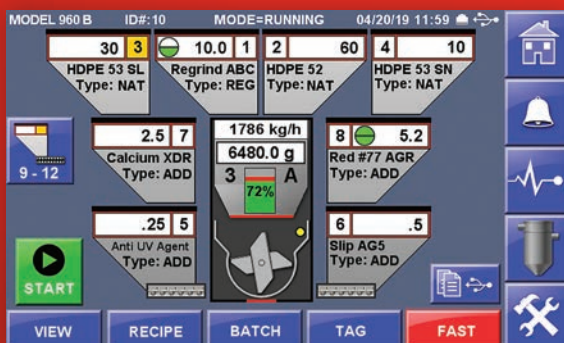 MODEL 960 B ID#:10 MODE=RUNNING 04/20/19 11:59
30 3
HDPE 53 SL
Type: NAT
10.0 1
Regrind ABC
Type: REG
2 60
HDPE 52
Type: NAT
4 10
HDPE 53 SN
Type: NAT
9 - 12
2.5 7
Calcium XDR
Type: ADD
1786 kg/h
6480.0 g
3 A
72%
8 5.2
Red #77 AGR
Type: ADD
.25 5
Anti UV Agent
Type: ADD
6 .5
Slip AG5
Type: ADD
START
VIEW RECIPE BATCH TAG FAST